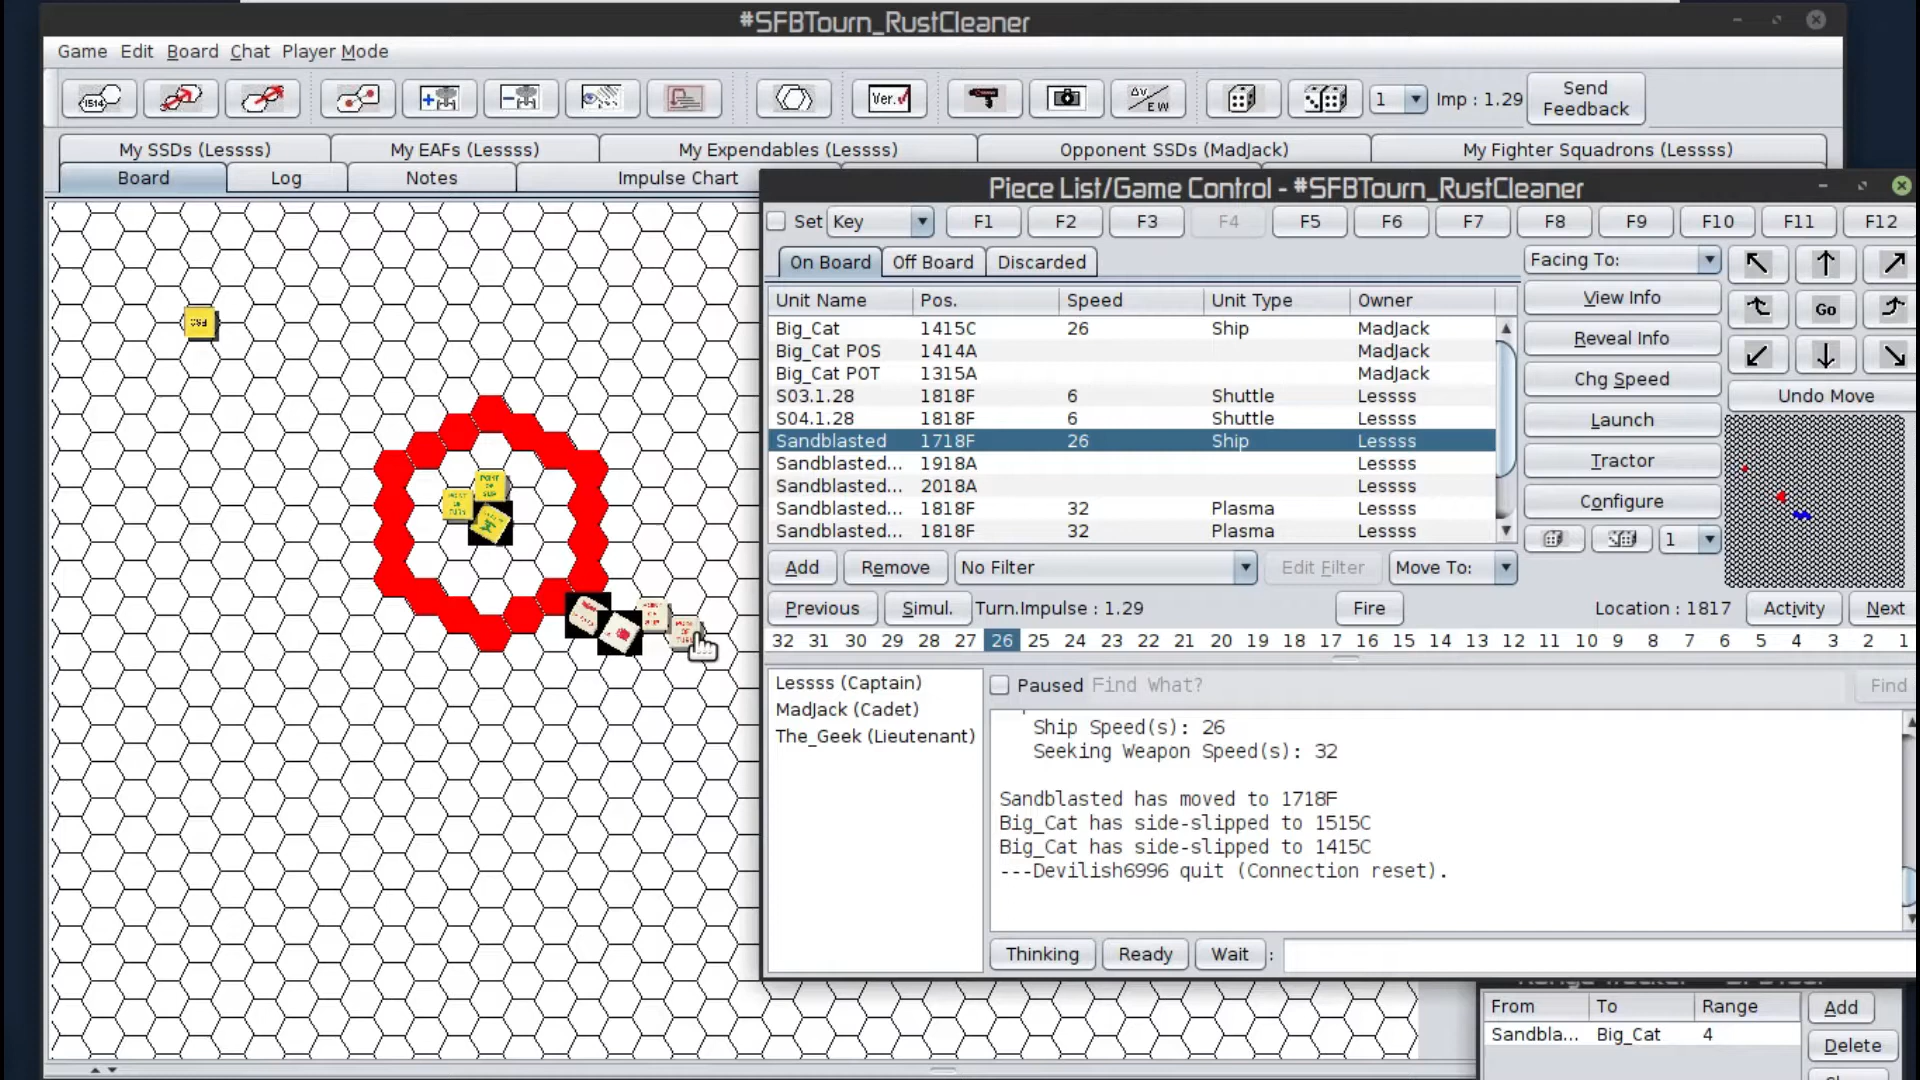 #SFBTourn_RustCleaner
Game Edit Board Chat Player Mode
1514 Ver. ΔV/EW 1 Imp : 1.29 Send Feedback
My SSDs (Lessss) My EAFs (Lessss) My Expendables (Lessss) Opponent SSDs (MadJack) My Fighter Squadrons (Lessss)
Board Log Notes Impulse Chart
Piece List/Game Control - #SFBTourn_RustCleaner
Set Key F1 F2 F3 F4 F5 F6 F7 F8 F9 F10 F11 F12
On Board Off Board Discarded
Facing To:
Unit Name Pos. Speed Unit Type Owner
Big_Cat 1415C 26 Ship MadJack
Big_Cat POS 1414A MadJack
Big_Cat POT 1315A MadJack
S03.1.28 1818F 6 Shuttle Lessss
S04.1.28 1818F 6 Shuttle Lessss
Sandblasted 1718F 26 Ship Lessss
Sandblasted... 1918A Lessss
Sandblasted... 2018A Lessss
Sandblasted... 1818F 32 Plasma Lessss
Sandblasted... 1818F 32 Plasma Lessss
View Info
Reveal Info
Chg Speed
Launch
Tractor
Configure
1
Go
Undo Move
Add Remove No Filter Edit Filter Move To:
Previous Simul. Turn.Impulse : 1.29 Fire Location : 1817 Activity Next
32 31 30 29 28 27 26 25 24 23 22 21 20 19 18 17 16 15 14 13 12 11 10 9 8 7 6 5 4 3 2 1
Lessss (Captain)
MadJack (Cadet)
The_Geek (Lieutenant)
Paused Find What? Find
Ship Speed(s): 26
Seeking Weapon Speed(s): 32
Sandblasted has moved to 1718F
Big_Cat has side-slipped to 1515C
Big_Cat has side-slipped to 1415C
---Devilish6996 quit (Connection reset).
Thinking Ready Wait :
From To Range Add
Sandbla... Big_Cat 4 Delete